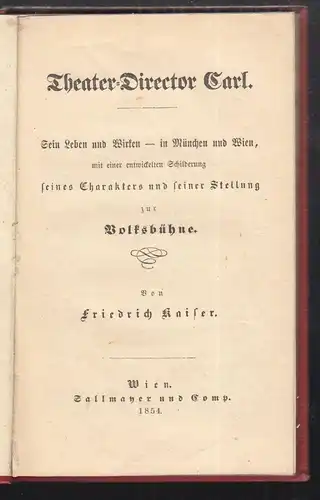 Theater-Director Carl.
Sein Leben und Wirken — in München und Wien,
mit einer entwickelten Schilderung
seines Charakters und seiner Stellung
zur
Volksbühne.
Von
Friedrich Kaiser.
Wien.
Sallmayer und Comp.
1854.